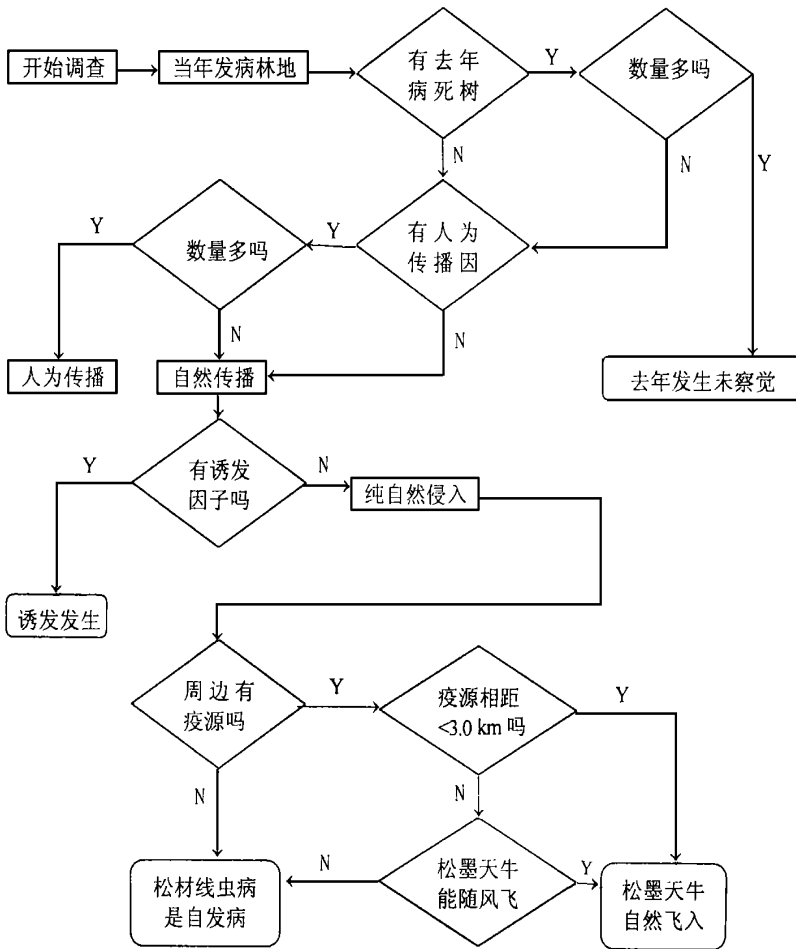 开始调查
当年发病林地
有去年
病死树
Y
数量多吗
N
N
Y
Y
数量多吗
Y
有人为
传播因
N
N
人为传播
自然传播
去年发生未察觉
Y
有诱发
因子吗
N
纯自然侵入
诱发发生
周边有
疫源吗
Y
疫源相距
<3.0 km吗
Y
N
N
松材线虫病
是自发病
N
松墨天牛
能随风飞
Y
松墨天牛
自然飞入